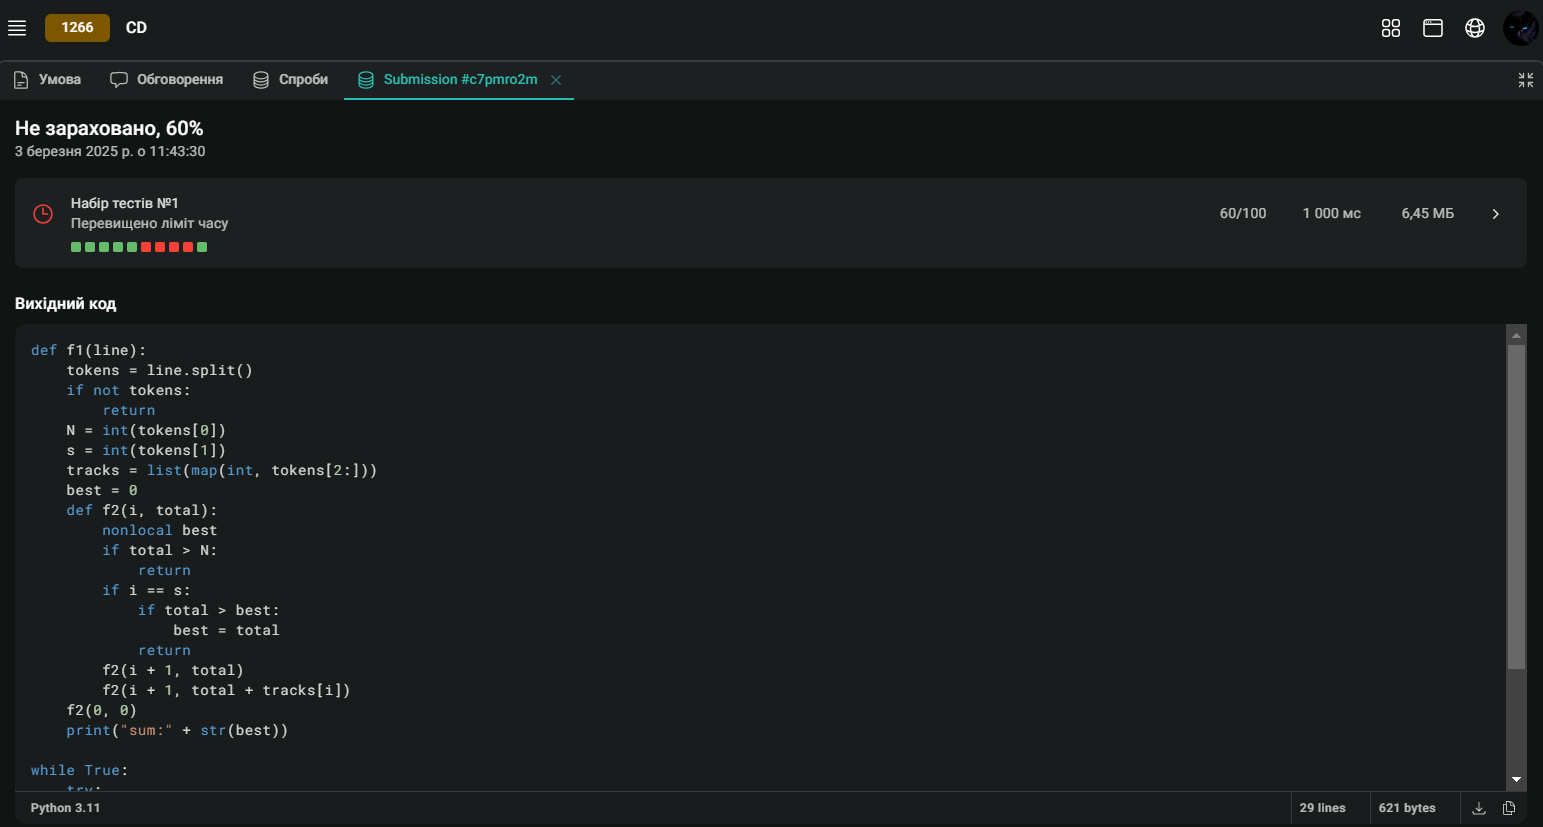 1266 CD
Умова Обговорення Спроби Submission #c7pmro2m
Не зараховано, 60%
3 березня 2025 р. о 11:43:30
Набір тестів №1
Перевищено ліміт часу
60/100 1 000 мс 6,45 МБ
Вихідний код
def f1(line):
    tokens = line.split()
    if not tokens:
        return
    N = int(tokens[0])
    s = int(tokens[1])
    tracks = list(map(int, tokens[2:]))
    best = 0
    def f2(i, total):
        nonlocal best
        if total > N:
            return
        if i == s:
            if total > best:
                best = total
            return
        f2(i + 1, total)
        f2(i + 1, total + tracks[i])
    f2(0, 0)
    print("sum:" + str(best))

while True:
    try:
Python 3.11 29 lines 621 bytes